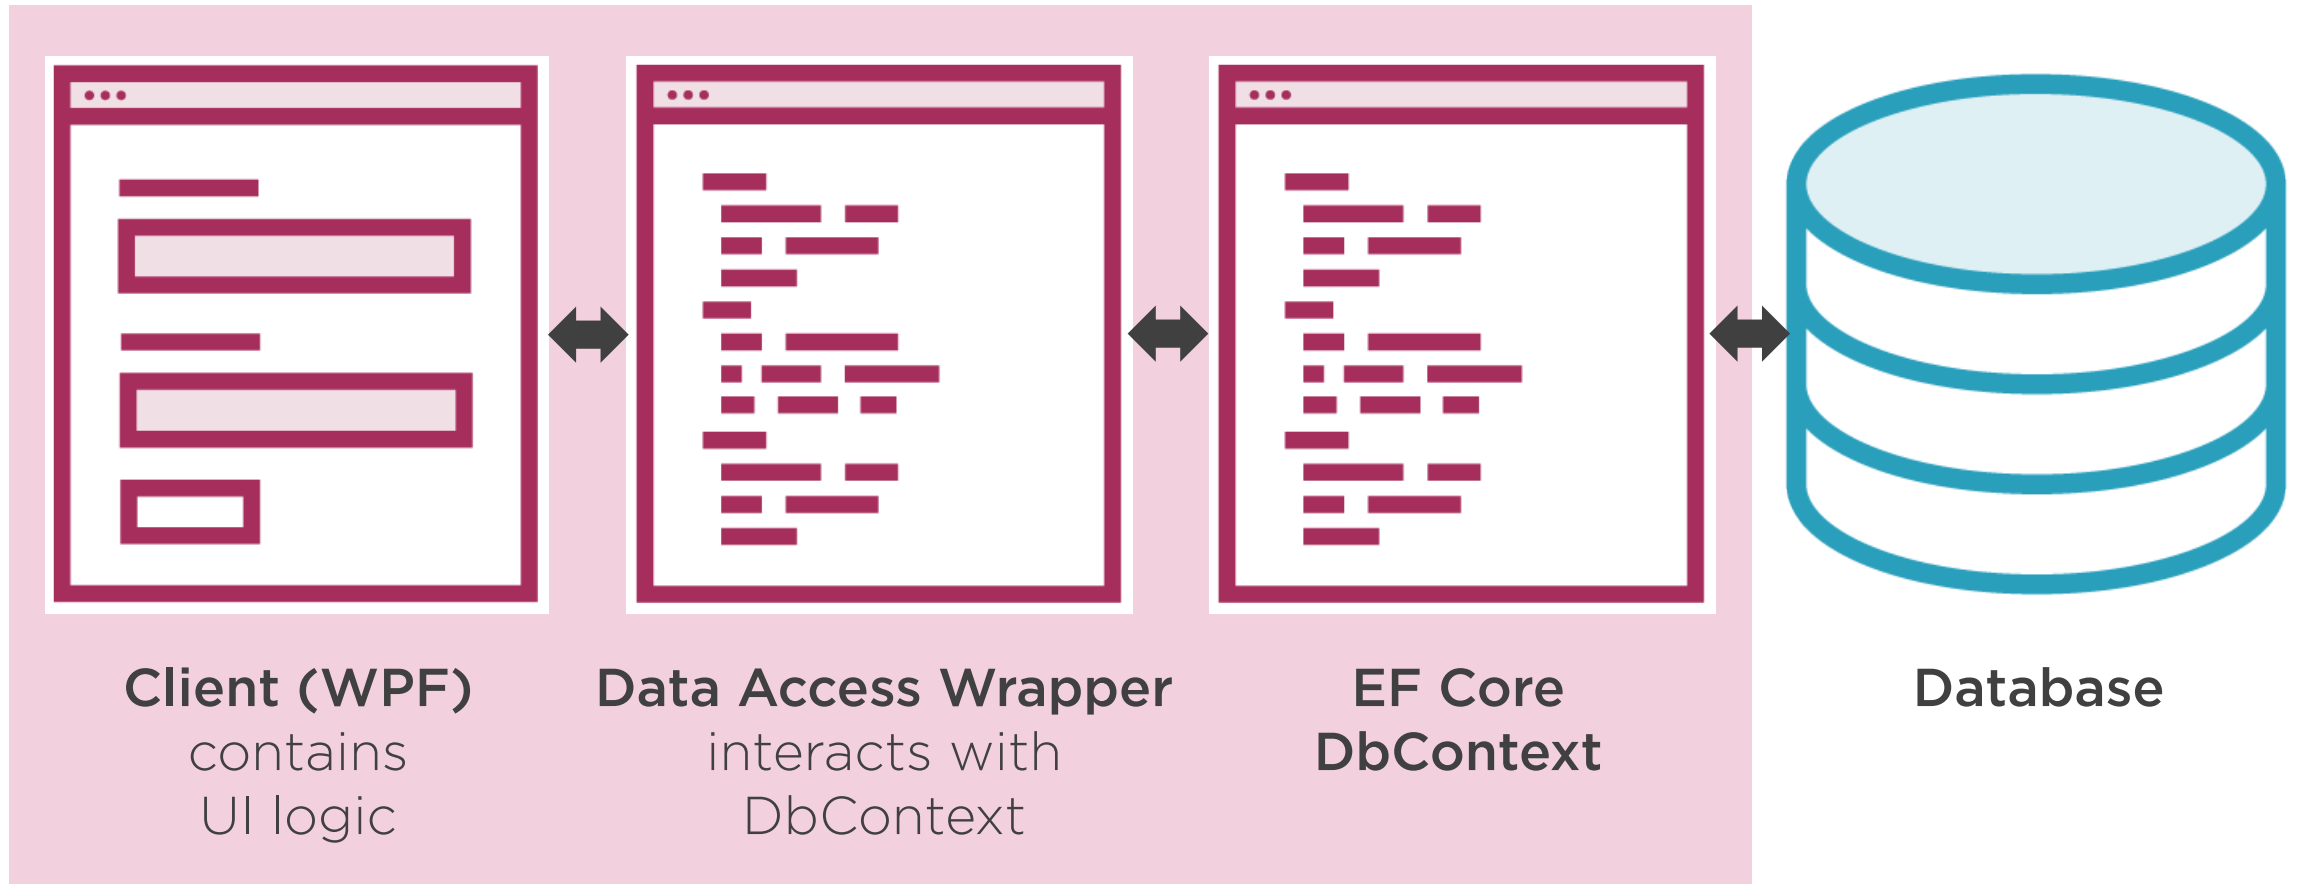 Client (WPF)
contains
UI logic
Data Access Wrapper
interacts with
DbContext
EF Core
DbContext
Database